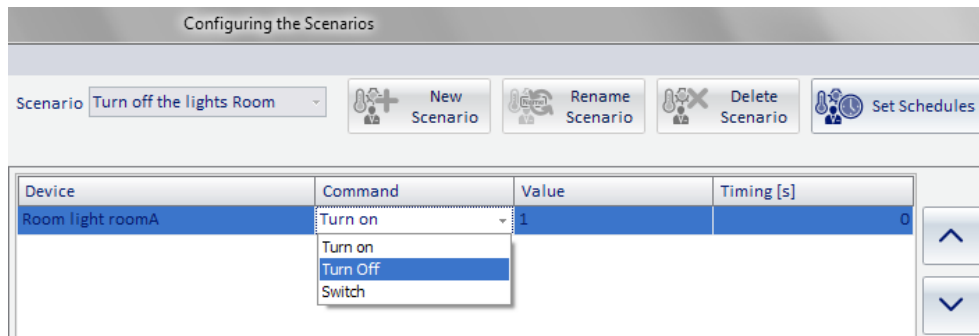 Configuring the Scenarios
Scenario Turn off the lights Room
New Scenario
Rename Scenario
Delete Scenario
Set Schedules
Device Command Value Timing [s]
Room light roomA Turn on 1 0
Turn on
Turn Off
Switch